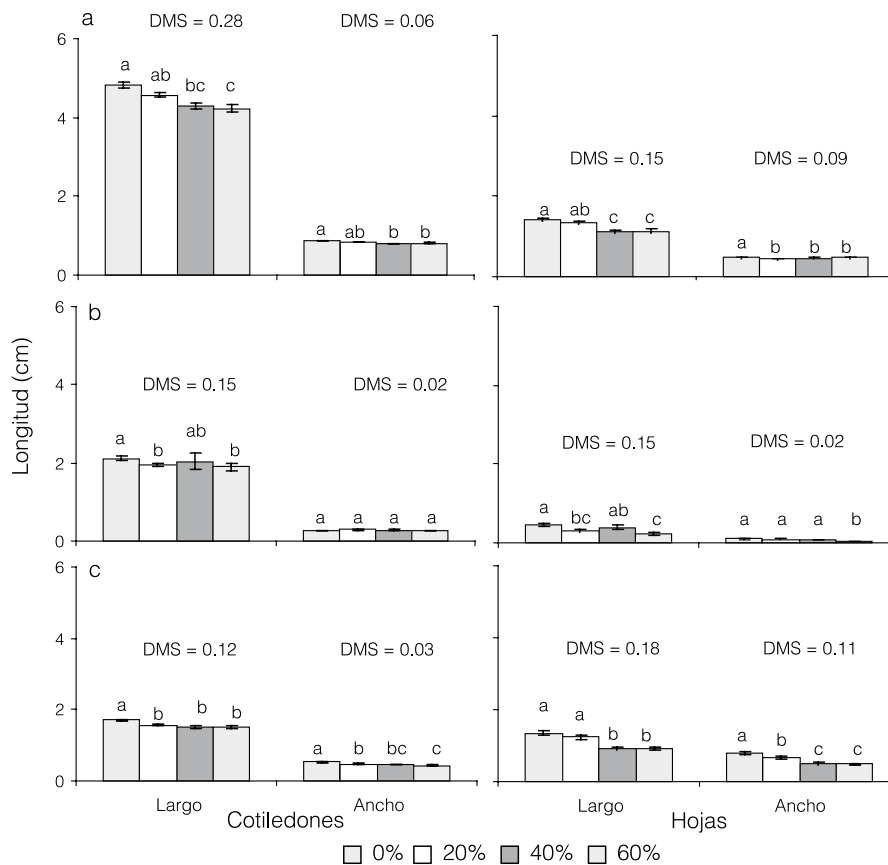 a
DMS = 0.28 DMS = 0.06
6
a ab bc c
4
DMS = 0.15 DMS = 0.09
2
a ab b b
a ab c c
a b b b
0
b
6
4
DMS = 0.15 DMS = 0.02
DMS = 0.15 DMS = 0.02
a b ab b
2
a a a a
a bc ab c
a a a b
0
Longitud (cm)
c
6
4
DMS = 0.12 DMS = 0.03
DMS = 0.18 DMS = 0.11
2
a b b b
a b bc c
a a b b
a b c c
0
Largo Ancho Largo Ancho
Cotiledones Hojas
0% 20% 40% 60%